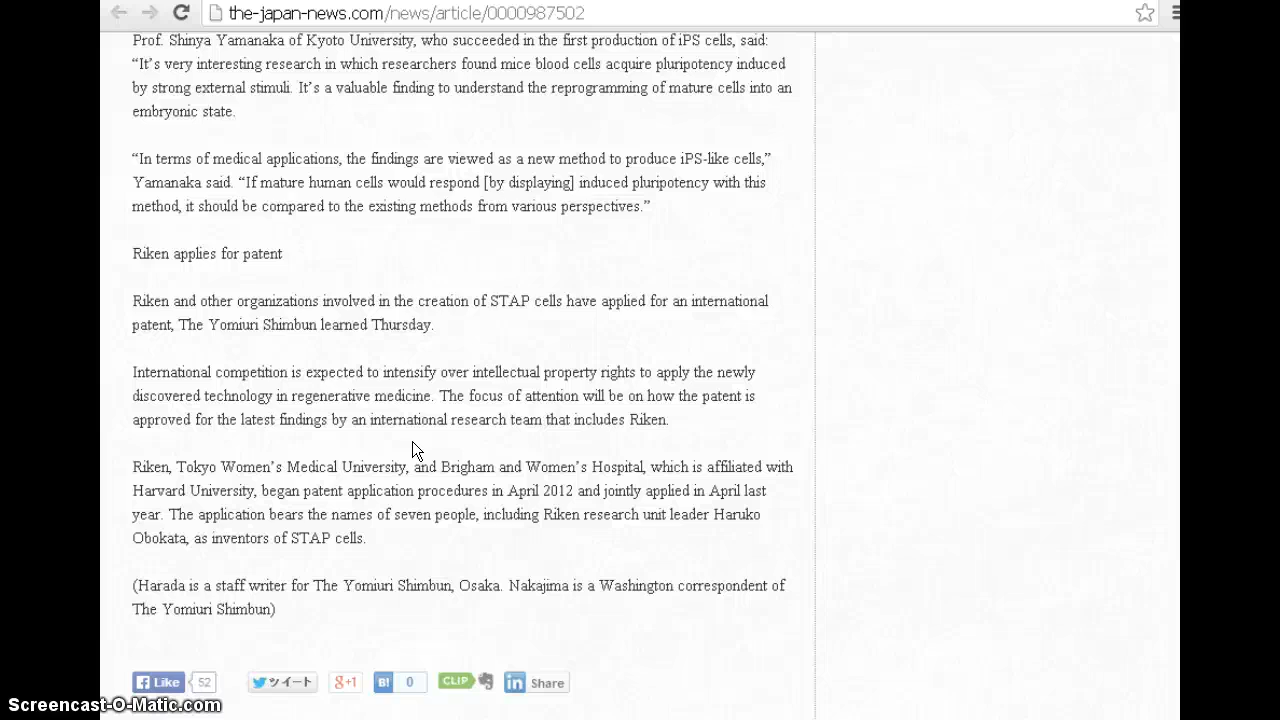 the-japan-news.com/news/article/0000987502
Prof. Shinya Yamanaka of Kyoto University, who succeeded in the first production of iPS cells, said:
“It’s very interesting research in which researchers found mice blood cells acquire pluripotency induced
by strong external stimuli. It’s a valuable finding to understand the reprogramming of mature cells into an
embryonic state.
“In terms of medical applications, the findings are viewed as a new method to produce iPS-like cells,”
Yamanaka said. “If mature human cells would respond [by displaying] induced pluripotency with this
method, it should be compared to the existing methods from various perspectives.”
Riken applies for patent
Riken and other organizations involved in the creation of STAP cells have applied for an international
patent, The Yomiuri Shimbun learned Thursday.
International competition is expected to intensify over intellectual property rights to apply the newly
discovered technology in regenerative medicine. The focus of attention will be on how the patent is
approved for the latest findings by an international research team that includes Riken.
Riken, Tokyo Women’s Medical University, and Brigham and Women’s Hospital, which is affiliated with
Harvard University, began patent application procedures in April 2012 and jointly applied in April last
year. The application bears the names of seven people, including Riken research unit leader Haruko
Obokata, as inventors of STAP cells.
(Harada is a staff writer for The Yomiuri Shimbun, Osaka. Nakajima is a Washington correspondent of
The Yomiuri Shimbun)
Like 52 ツイート g+1 B! 0 CLIP in Share
Screencast-O-Matic.com